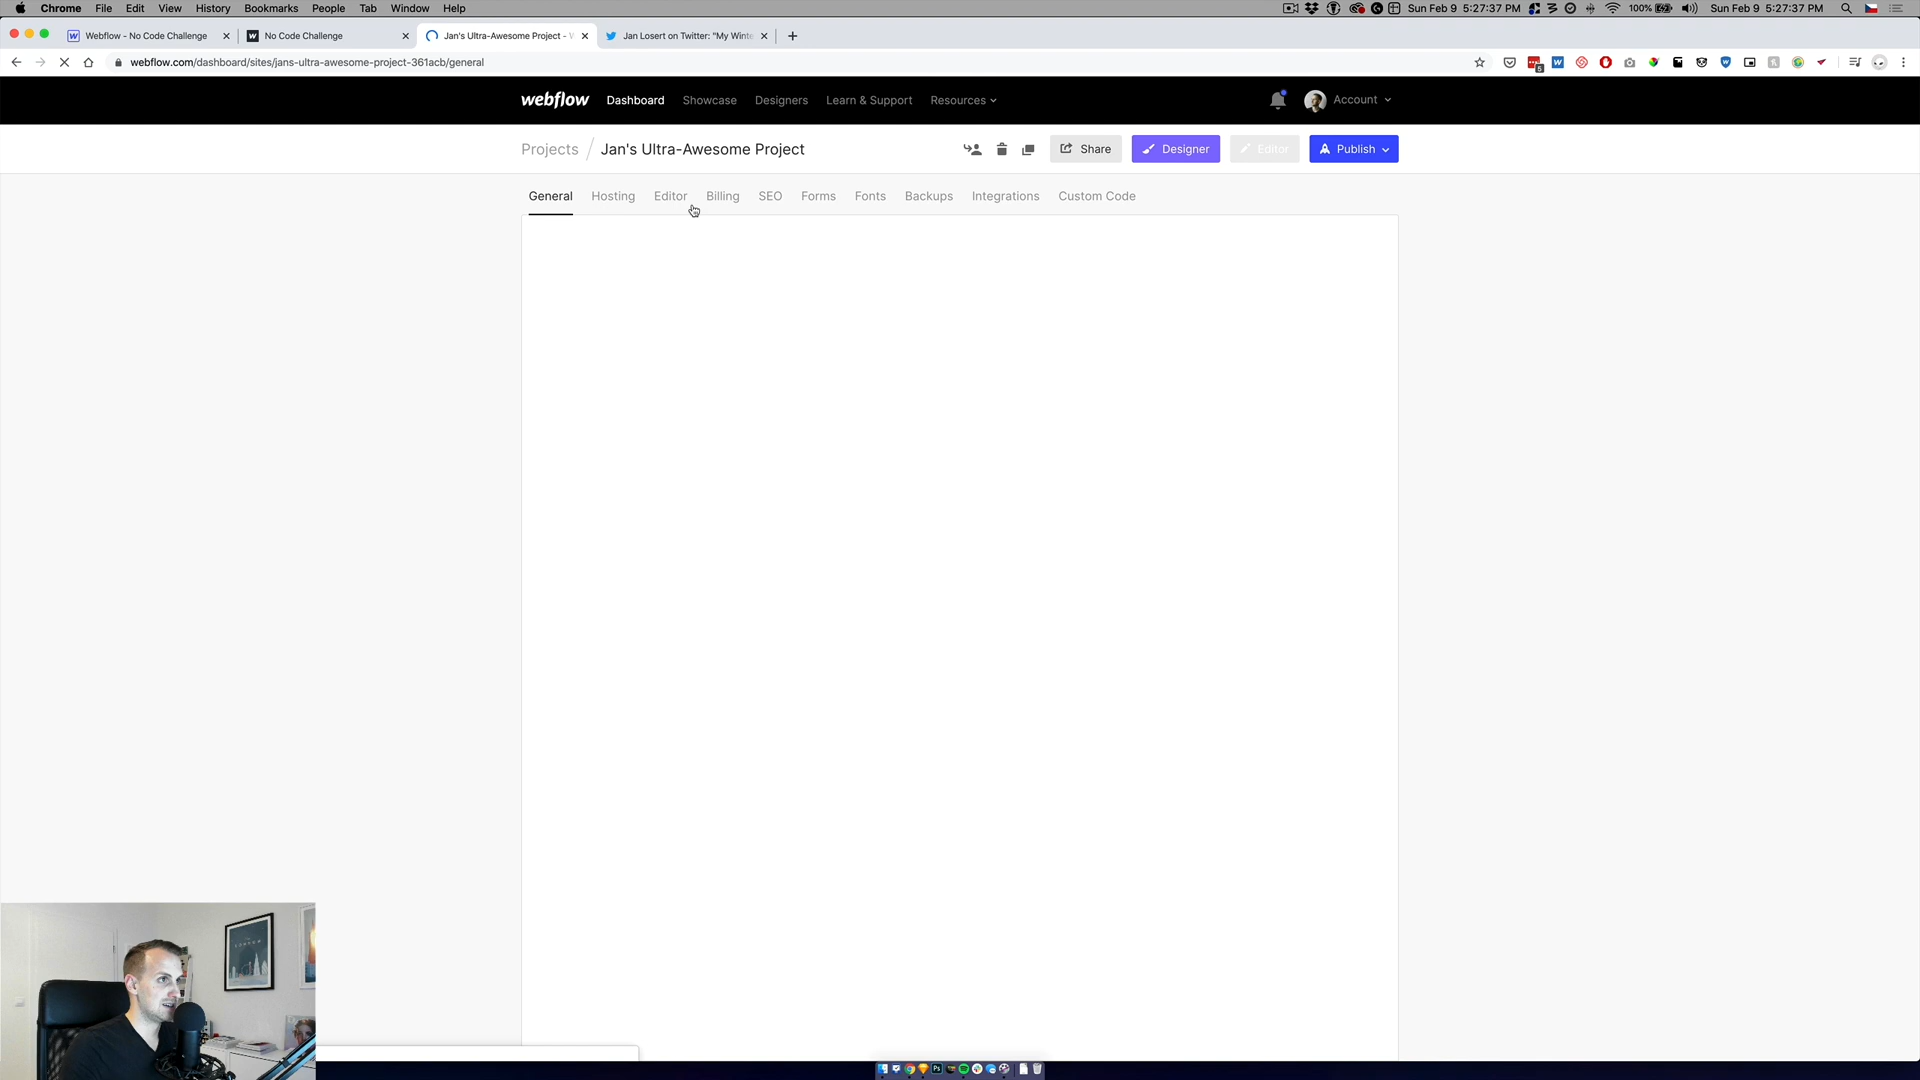 Chrome File Edit View History Bookmarks People Tab Window Help Sun Feb 9 5:27:37 PM 100% Sun Feb 9 5:27:37 PM
Webflow - No Code Challenge No Code Challenge Jan's Ultra-Awesome Project - W Jan Losert on Twitter: "My Winte
webflow.com/dashboard/sites/jans-ultra-awesome-project-361acb/general
webflow Dashboard Showcase Designers Learn & Support Resources Account
Projects / Jan's Ultra-Awesome Project Share Designer Editor Publish
General Hosting Editor Billing SEO Forms Fonts Backups Integrations Custom Code